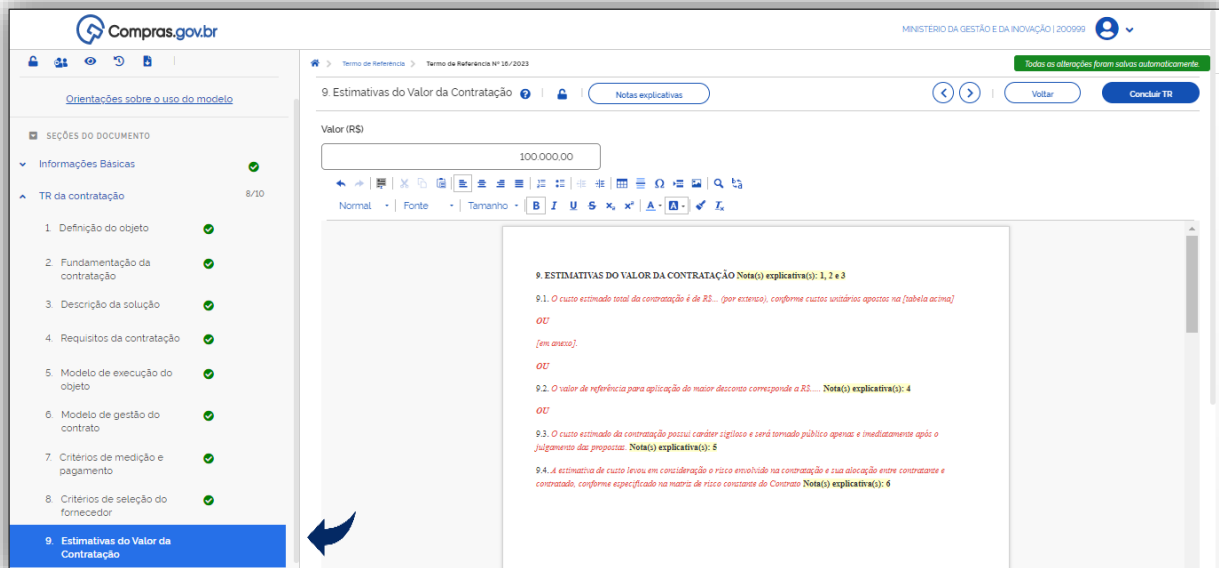 Compras.gov.br
MINISTÉRIO DA GESTÃO E DA INOVAÇÃO | 200999
Orientações sobre o uso do modelo
SEÇÕES DO DOCUMENTO
Informações Básicas
TR da contratação
8/10
1. Definição do objeto
2. Fundamentação da
contratação
3. Descrição da solução
4. Requisitos da contratação
5. Modelo de execução do
objeto
6. Modelo de gestão do
contrato
7. Critérios de medição e
pagamento
8. Critérios de seleção do
fornecedor
9. Estimativas do Valor da
Contratação
Termo de Referência > Termo de Referência Nº 16/2023
Todas as alterações foram salvas automaticamente.
9. Estimativas do Valor da Contratação
Notas explicativas
Voltar
Concluir TR
Valor (R$)
100.000,00
Normal Fonte Tamanho B I U S x₂ x² A A Tx
9. ESTIMATIVAS DO VALOR DA CONTRATAÇÃO Nota(s) explicativa(s): 1, 2 e 3
9.1. O custo estimado total da contratação é de R$... (por extenso), conforme custos unitários apostos na [tabela acima]
OU
[em anexo].
OU
9.2. O valor de referência para aplicação do maior desconto corresponde a R$..... Nota(s) explicativa(s): 4
OU
9.3. O custo estimado da contratação possui caráter sigiloso e será tornado público apenas e imediatamente após o
julgamento das propostas. Nota(s) explicativa(s): 5
9.4. A estimativa de custo levou em consideração o risco envolvido na contratação e sua alocação entre contratante e
contratado, conforme especificado na matriz de risco constante do Contrato Nota(s) explicativa(s): 6